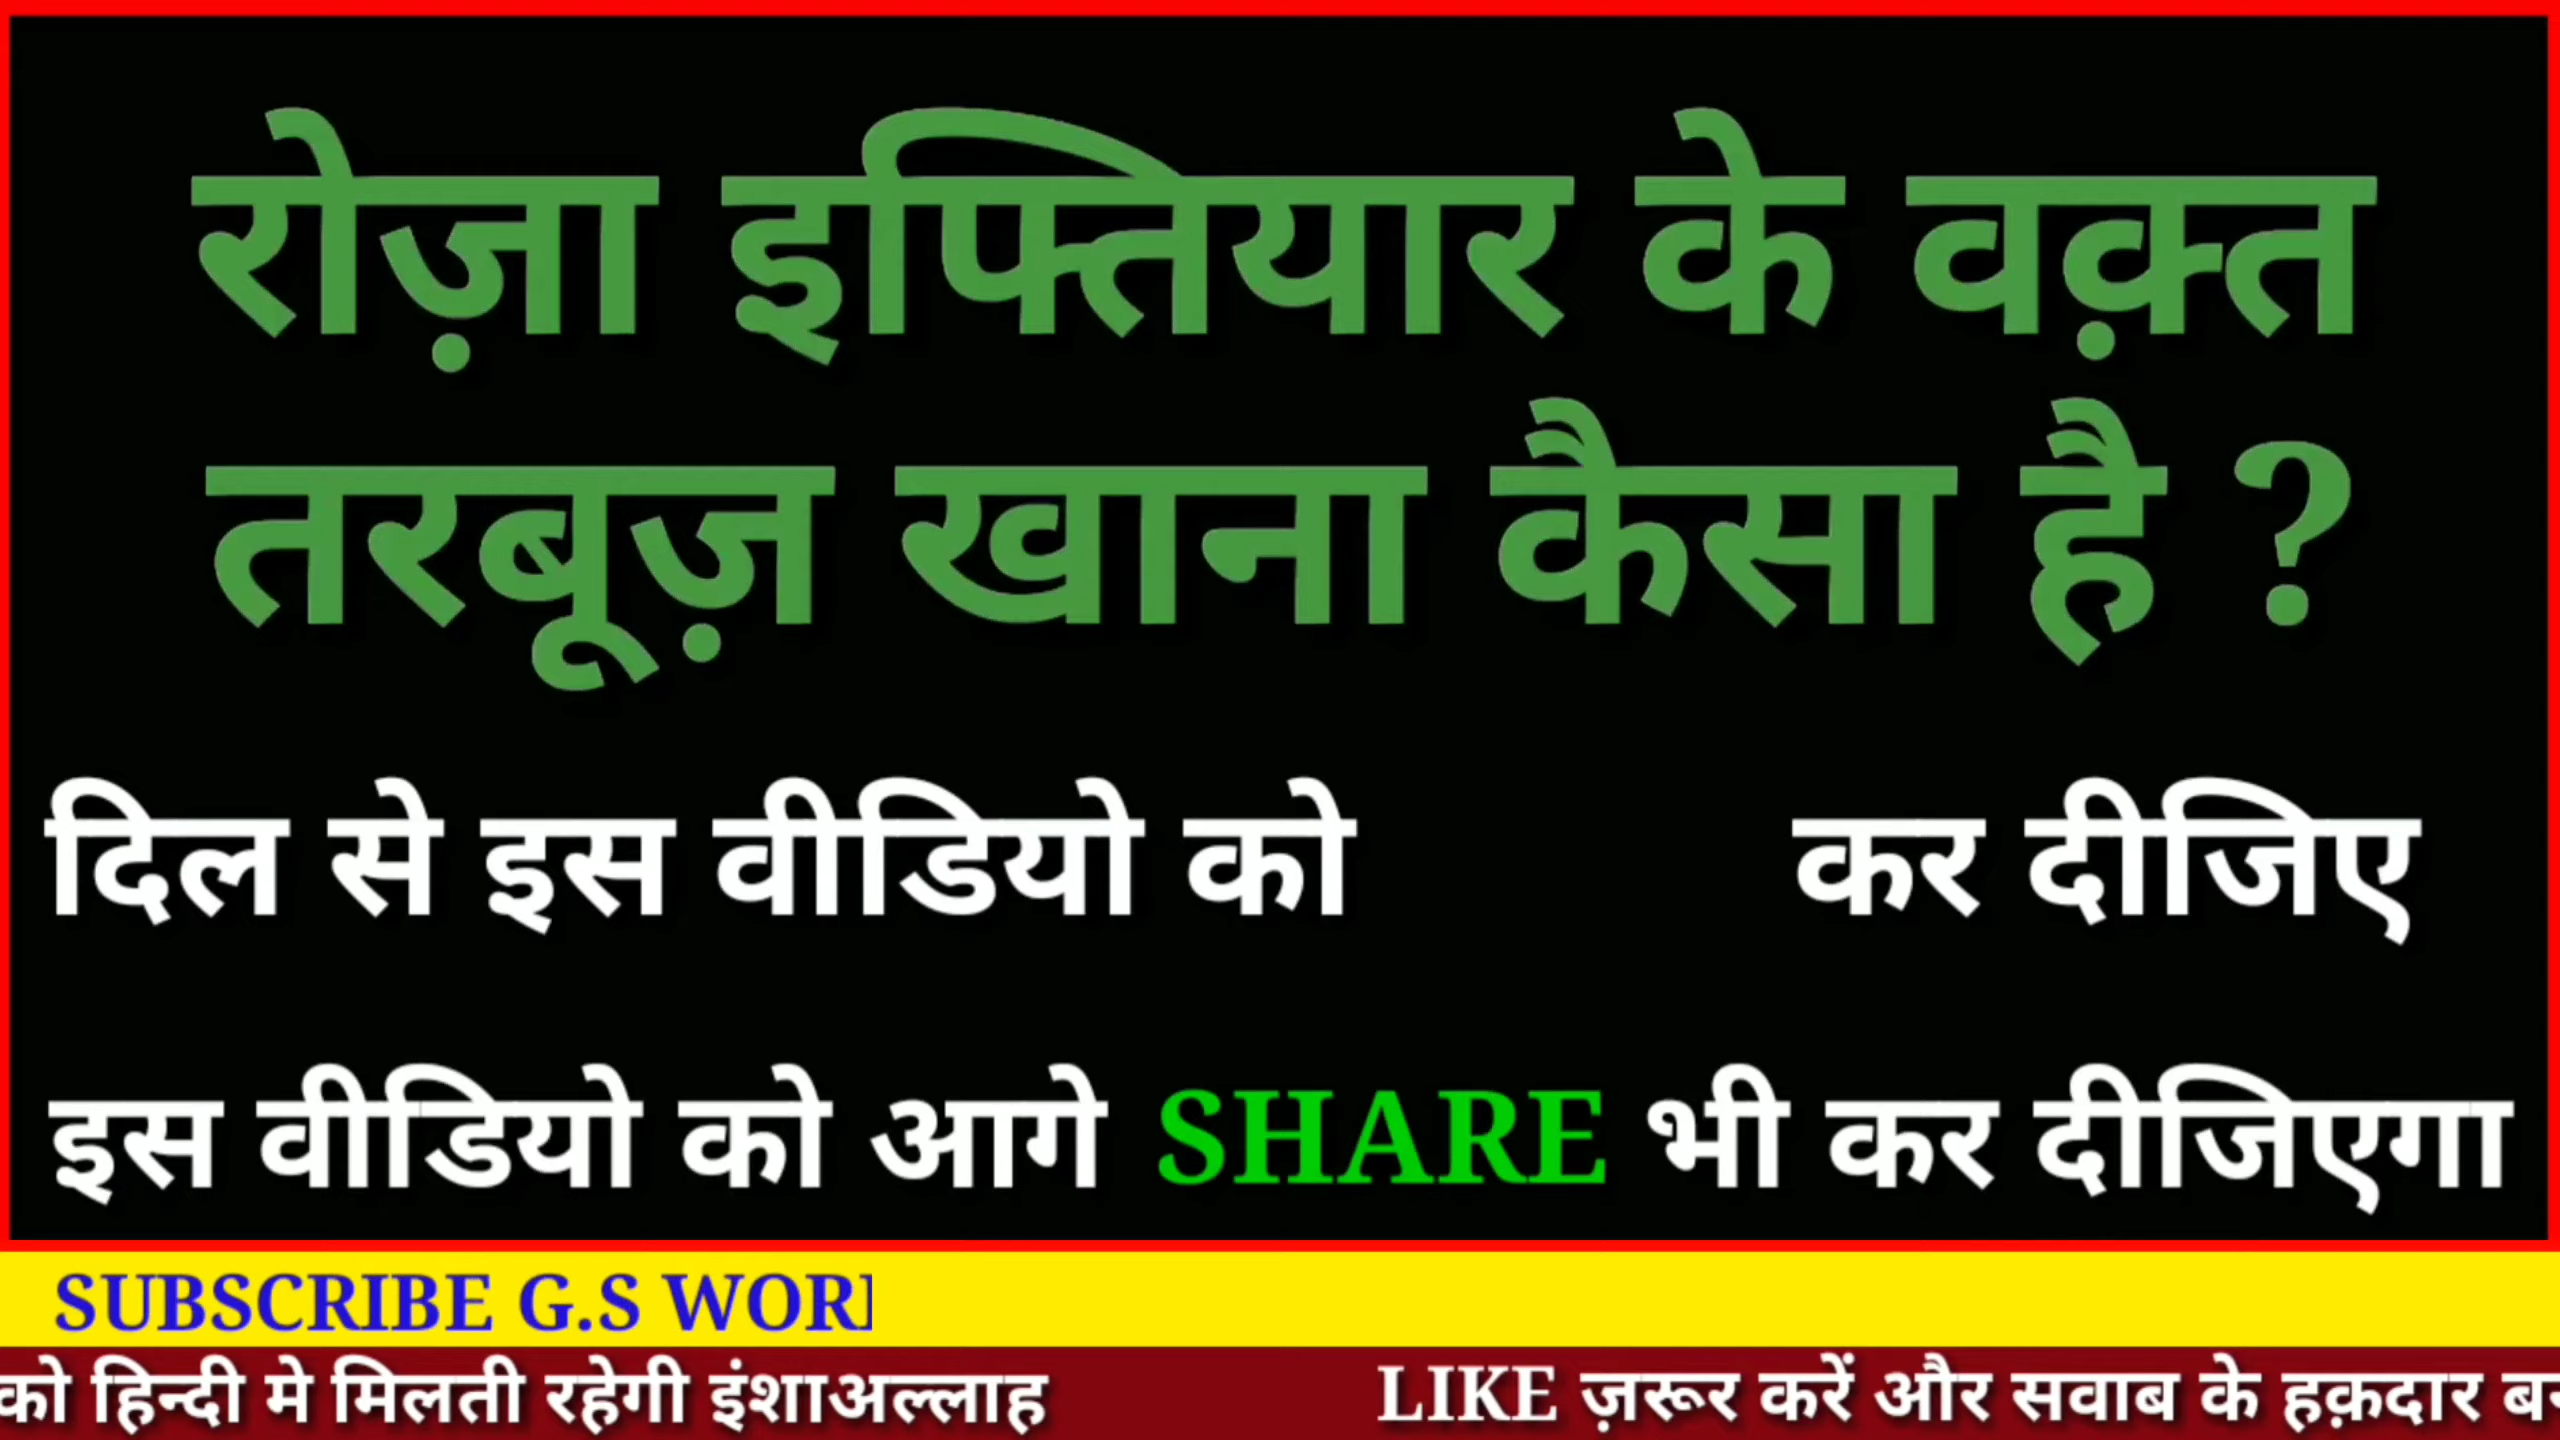 रोज़ा इफ्तियार के वक़्त
तरबूज़ खाना कैसा है ?
दिल से इस वीडियो को कर दीजिए
इस वीडियो को आगे SHARE भी कर दीजिएगा
SUBSCRIBE G.S
को हिन्दी मे मिलती रहेगी इंशाअल्लाह LIKE ज़रूर करें और सवाब के हक़दार